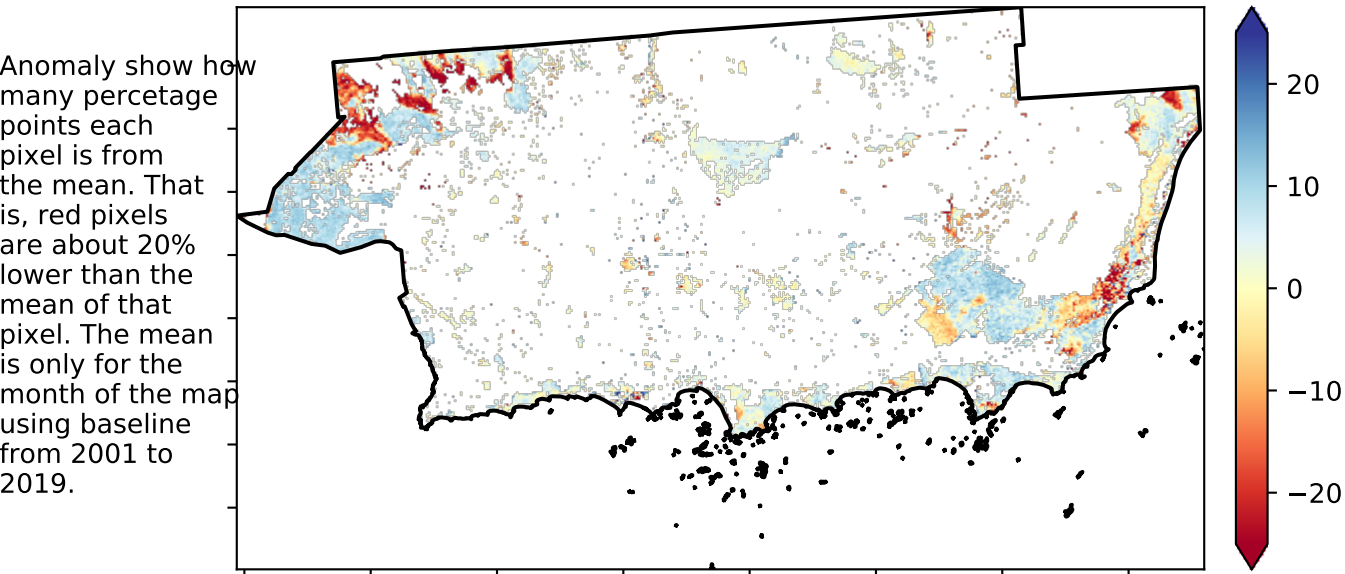 Anomaly show how
many percetage
points each
pixel is from
the mean. That
is, red pixels
are about 20%
lower than the
mean of that
pixel. The mean
is only for the
month of the map
using baseline
from 2001 to
2019.
20
10
0
−10
−20